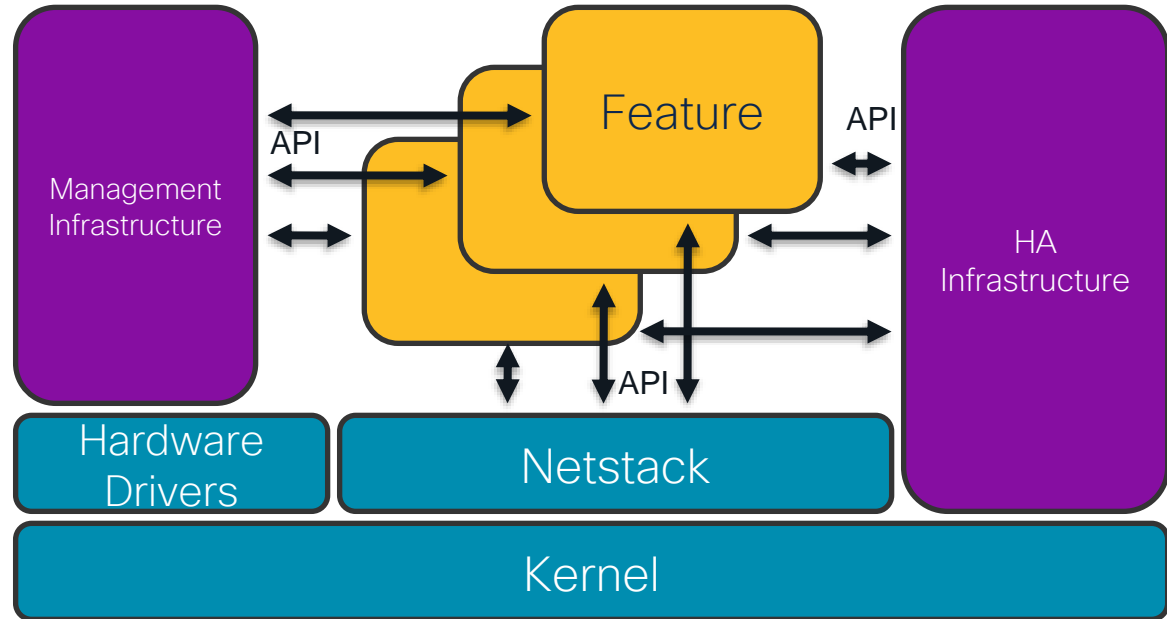 Feature
API
API
Management
Infrastructure
HA
Infrastructure
API
Hardware
Drivers
Netstack
Kernel